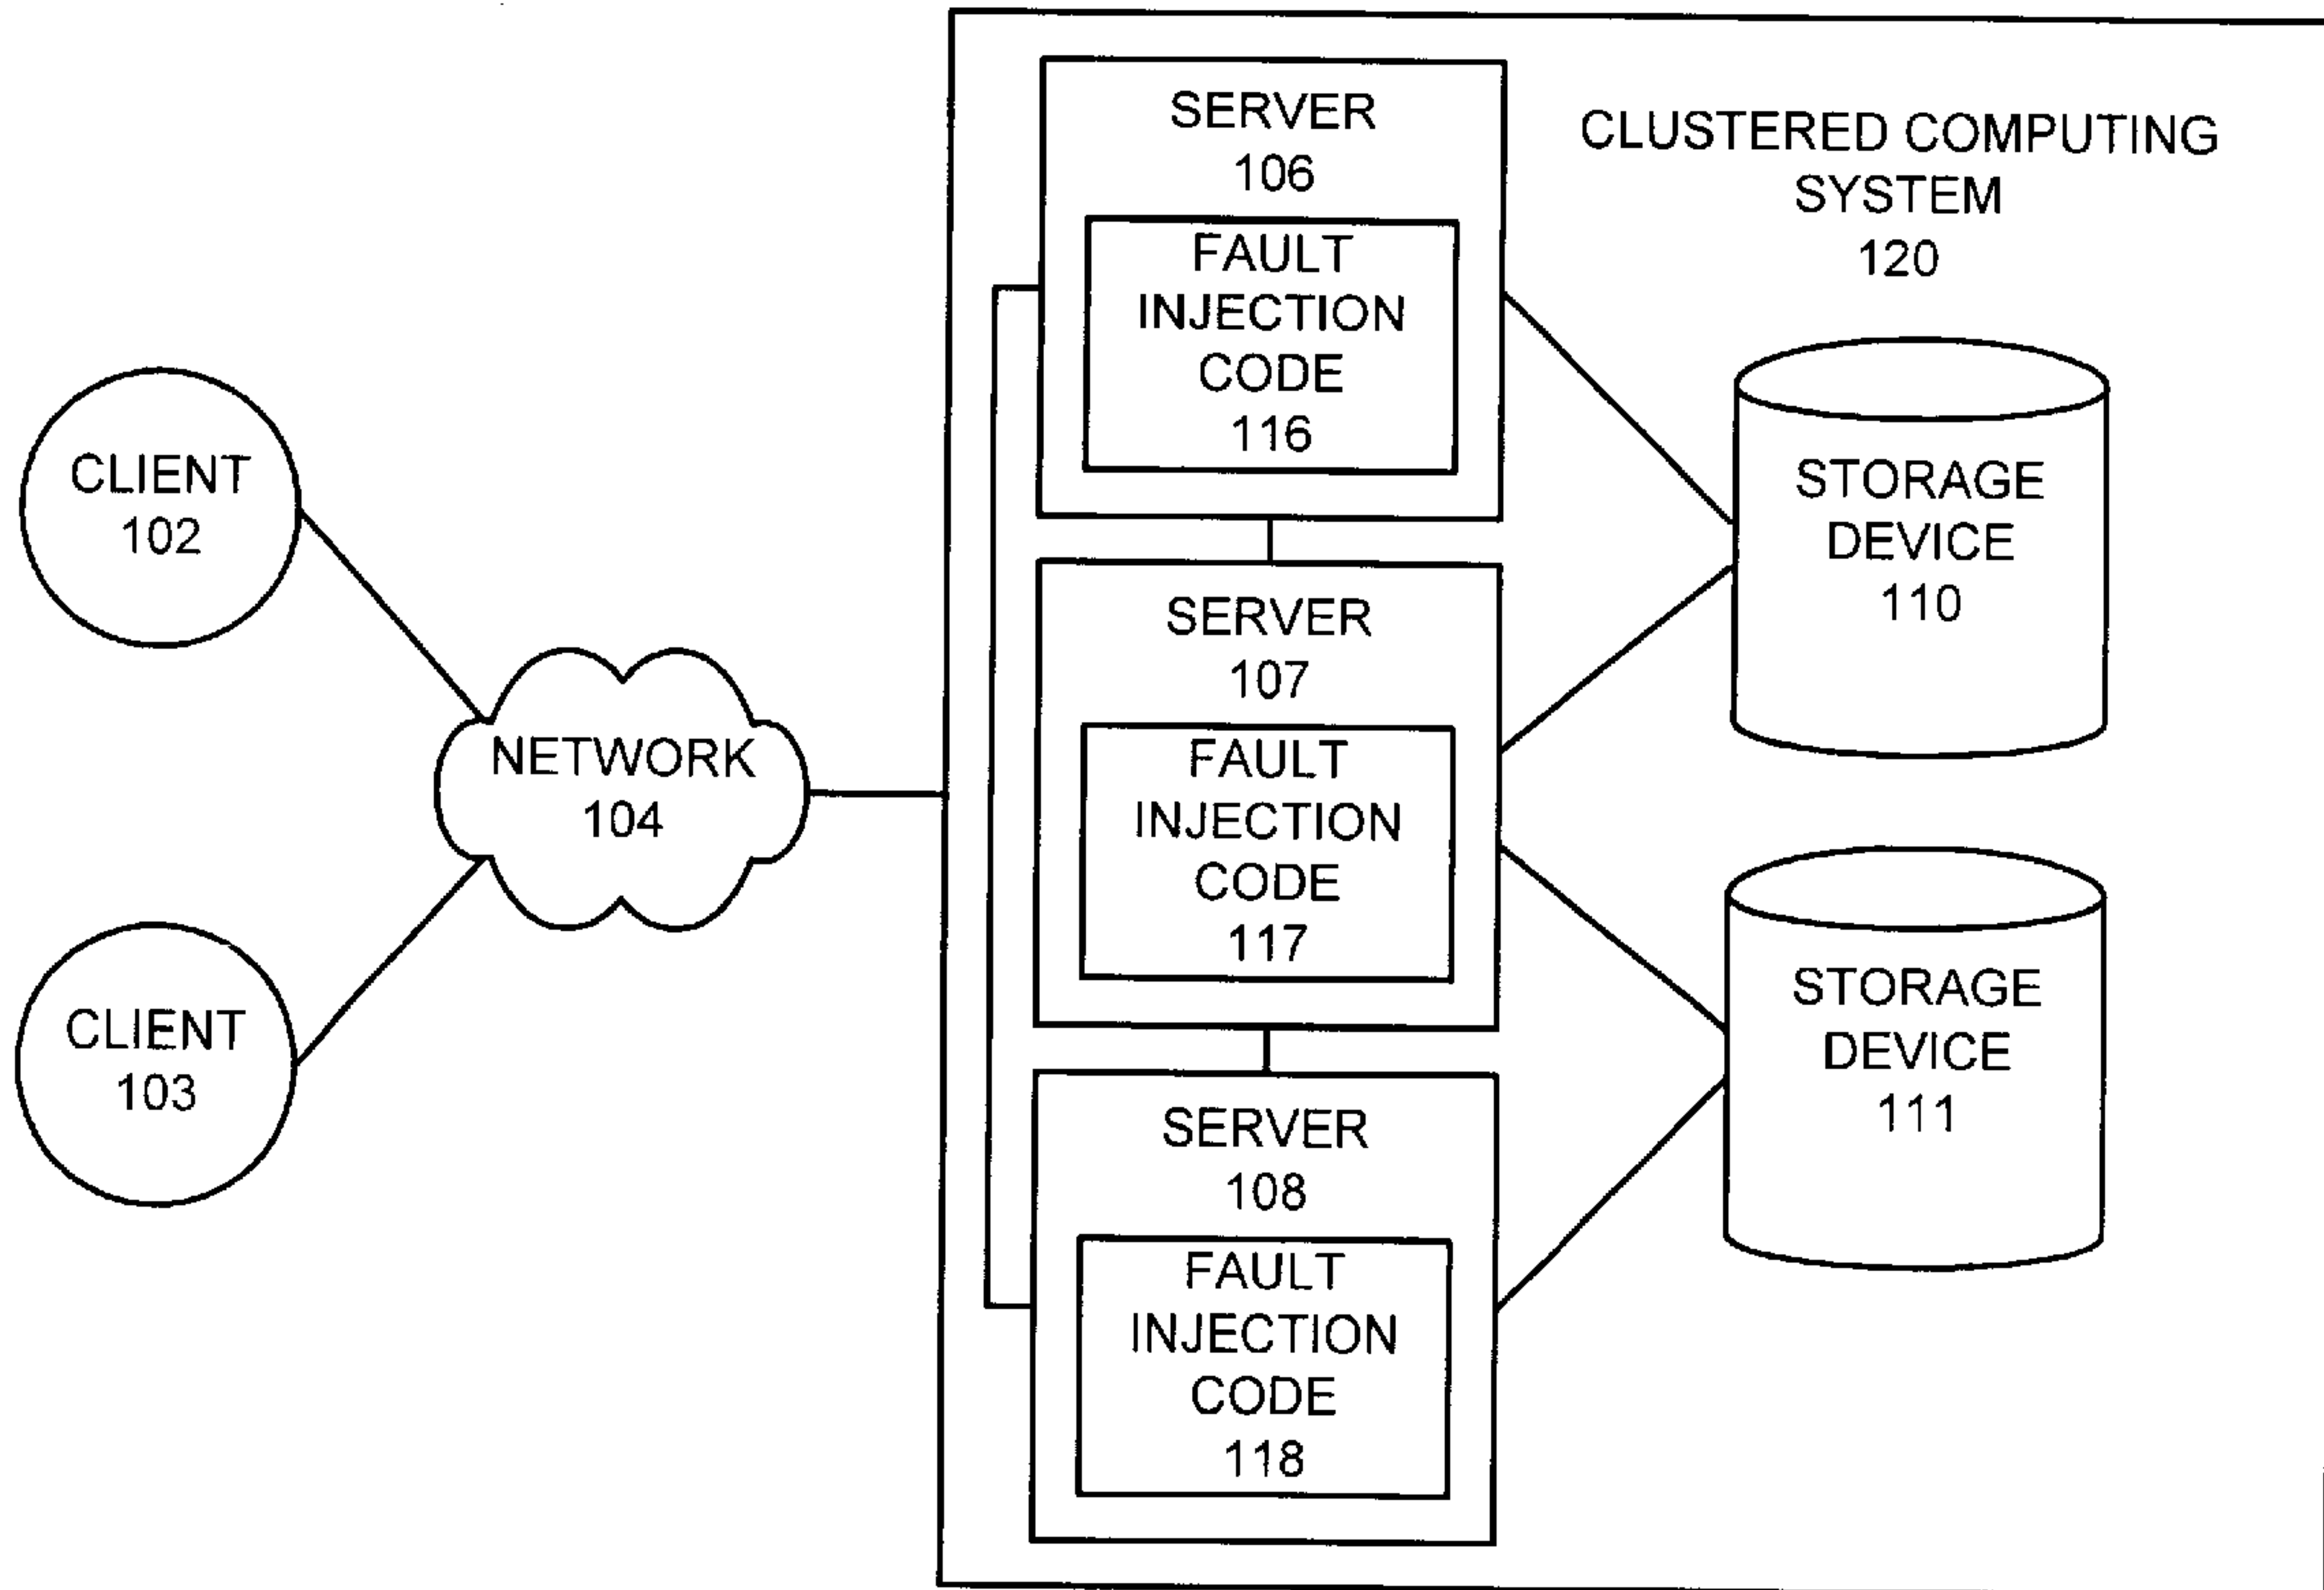 CLIENT
102
CLIENT
103
NETWORK
104
SERVER
106
FAULT
INJECTION
CODE
116
SERVER
107
FAULT
INJECTION
CODE
117
SERVER
108
FAULT
INJECTION
CODE
118
CLUSTERED COMPUTING
SYSTEM
120
STORAGE
DEVICE
110
STORAGE
DEVICE
111